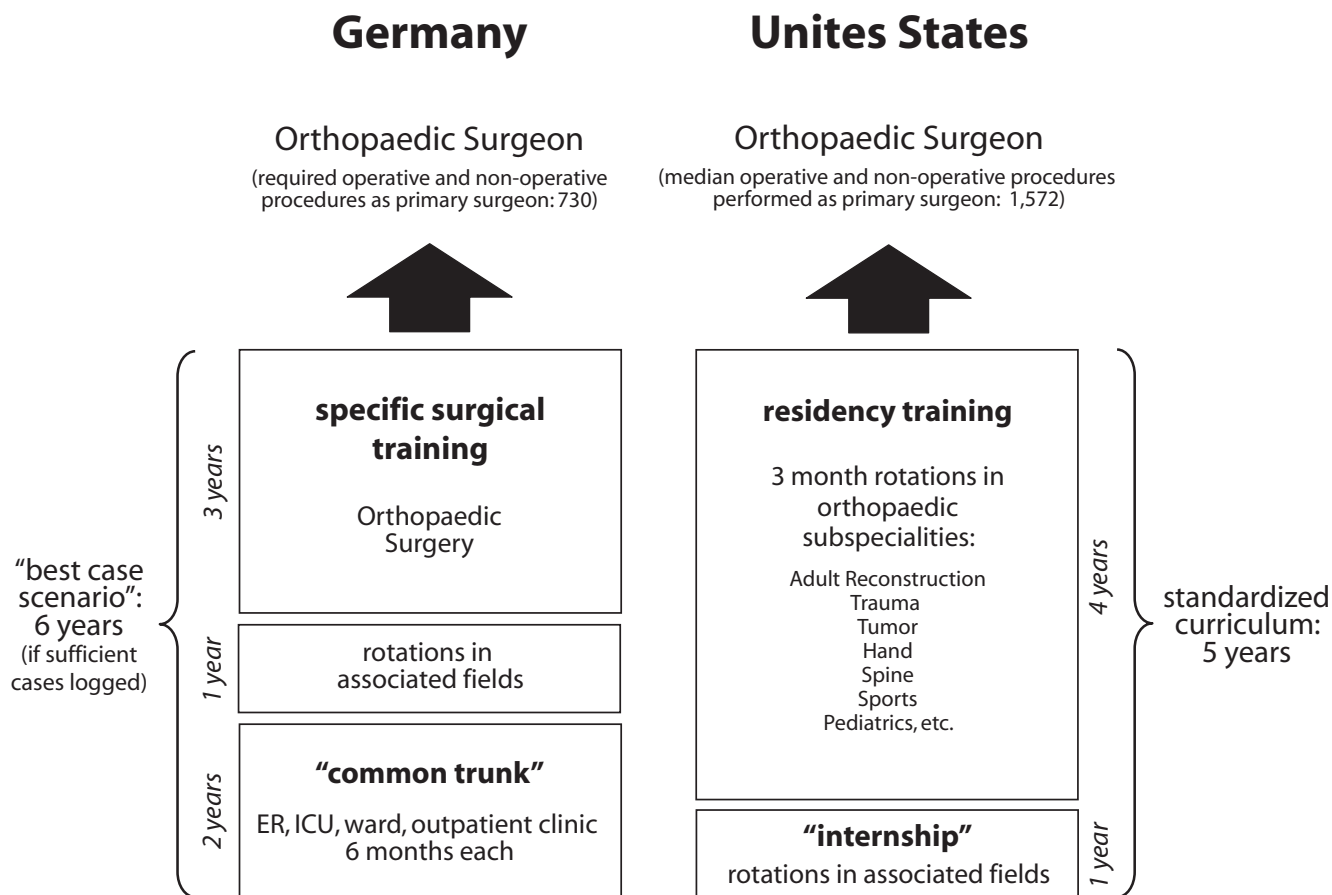 Germany
Orthopaedic Surgeon
(required operative and non-operative
procedures as primary surgeon: 730)
"best case
scenario":
6 years
(if sufficient
cases logged)
3 years
specific surgical
training
Orthopaedic
Surgery
1 year
rotations in
associated fields
2 years
“common trunk”
ER, ICU, ward, outpatient clinic
6 months each
Unites States
Orthopaedic Surgeon
(median operative and non-operative procedures
performed as primary surgeon: 1,572)
residency training
3 month rotations in
orthopaedic
subspecialities:
Adult Reconstruction
Trauma
Tumor
Hand
Spine
Sports
Pediatrics, etc.
4 years
“internship”
rotations in associated fields
1 year
standardized
curriculum:
5 years